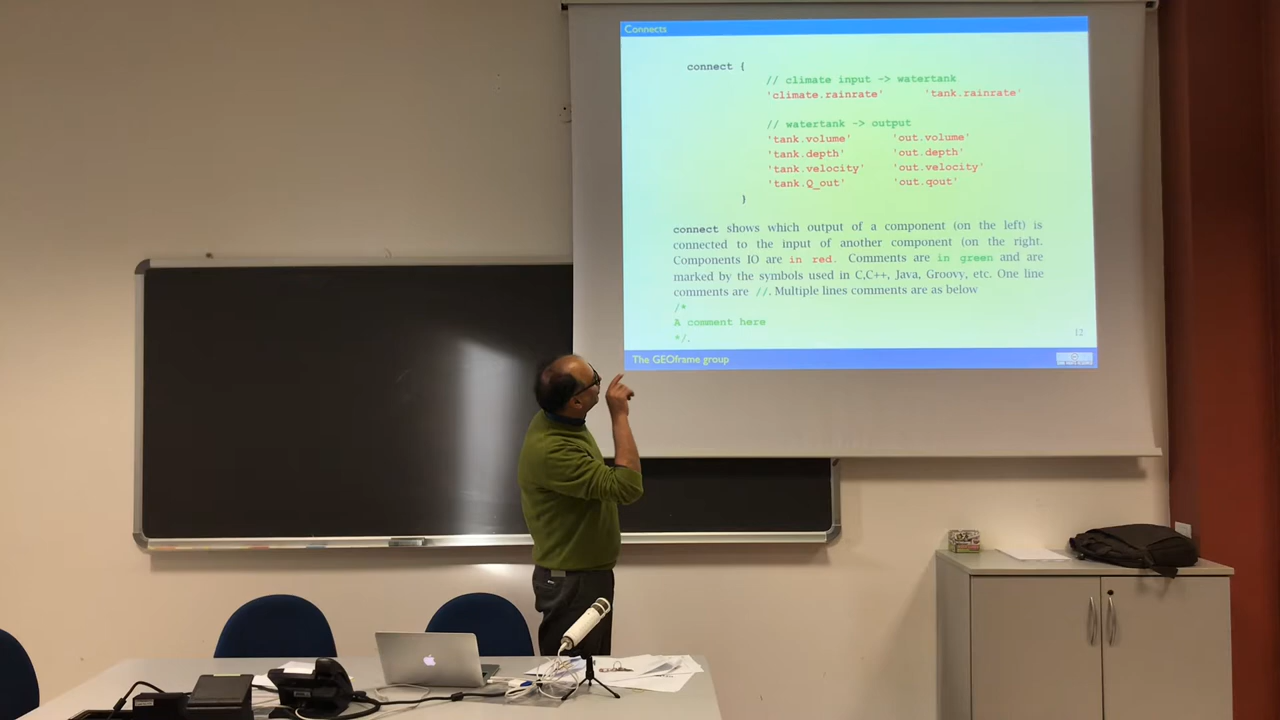 Connects
connect {
// climate input -> watertank
'climate.rainrate' 'tank.rainrate'
// watertank -> output
'tank.volume' 'out.volume'
'tank.depth' 'out.depth'
'tank.velocity' 'out.velocity'
'tank.Q_out' 'out.qout'
}
connect shows which output of a component (on the left) is
connected to the input of another component (on the right.
Components IO are in red. Comments are in green and are
marked by the symbols used in C,C++, Java, Groovy, etc. One line
comments are //. Multiple lines comments are as below
/*
A comment here
*/.
12
The GEOframe group